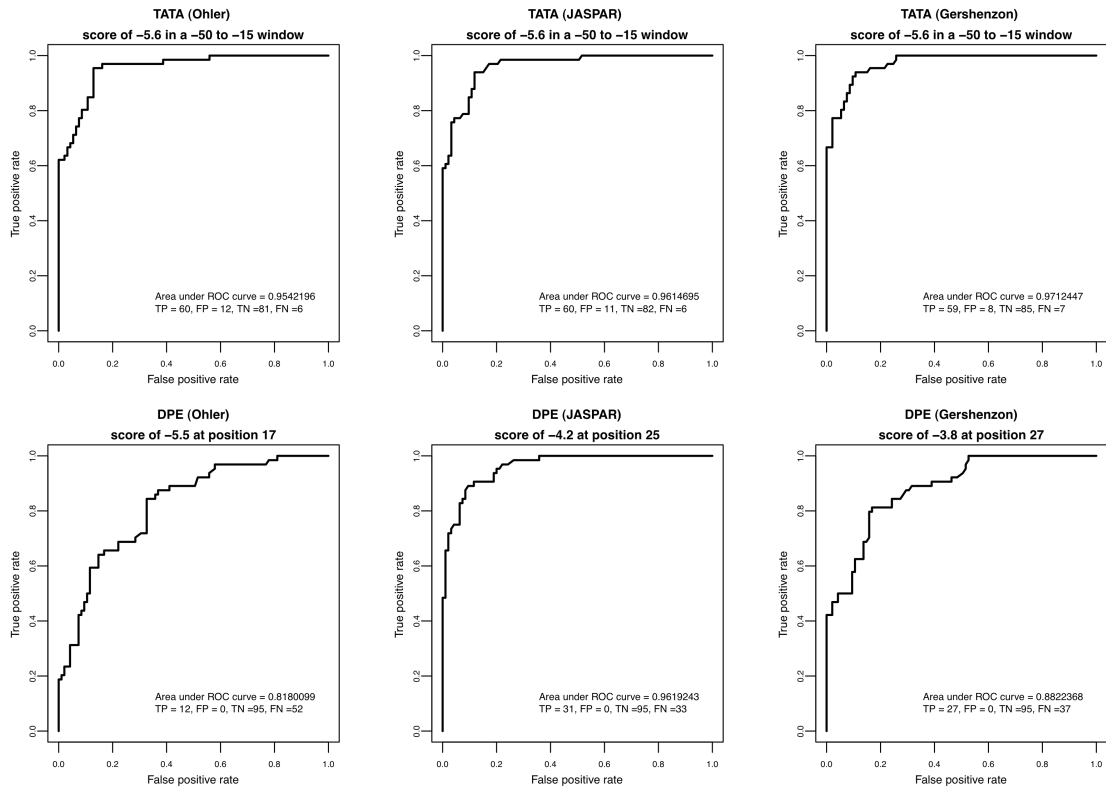 TATA (Ohler)
score of −5.6 in a −50 to −15 window
True positive rate
1.0
0.8
0.6
0.4
0.2
0.0
Area under ROC curve = 0.9542196
TP = 60, FP = 12, TN =81, FN =6
0.0 0.2 0.4 0.6 0.8 1.0
False positive rate
TATA (JASPAR)
score of −5.6 in a −50 to −15 window
True positive rate
1.0
0.8
0.6
0.4
0.2
0.0
Area under ROC curve = 0.9614695
TP = 60, FP = 11, TN =82, FN =6
0.0 0.2 0.4 0.6 0.8 1.0
False positive rate
TATA (Gershenzon)
score of −5.6 in a −50 to −15 window
True positive rate
1.0
0.8
0.6
0.4
0.2
0.0
Area under ROC curve = 0.9712447
TP = 59, FP = 8, TN =85, FN =7
0.0 0.2 0.4 0.6 0.8 1.0
False positive rate
DPE (Ohler)
score of −5.5 at position 17
True positive rate
1.0
0.8
0.6
0.4
0.2
0.0
Area under ROC curve = 0.8180099
TP = 12, FP = 0, TN =95, FN =52
0.0 0.2 0.4 0.6 0.8 1.0
False positive rate
DPE (JASPAR)
score of −4.2 at position 25
True positive rate
1.0
0.8
0.6
0.4
0.2
0.0
Area under ROC curve = 0.9619243
TP = 31, FP = 0, TN =95, FN =33
0.0 0.2 0.4 0.6 0.8 1.0
False positive rate
DPE (Gershenzon)
score of −3.8 at position 27
True positive rate
1.0
0.8
0.6
0.4
0.2
0.0
Area under ROC curve = 0.8822368
TP = 27, FP = 0, TN =95, FN =37
0.0 0.2 0.4 0.6 0.8 1.0
False positive rate